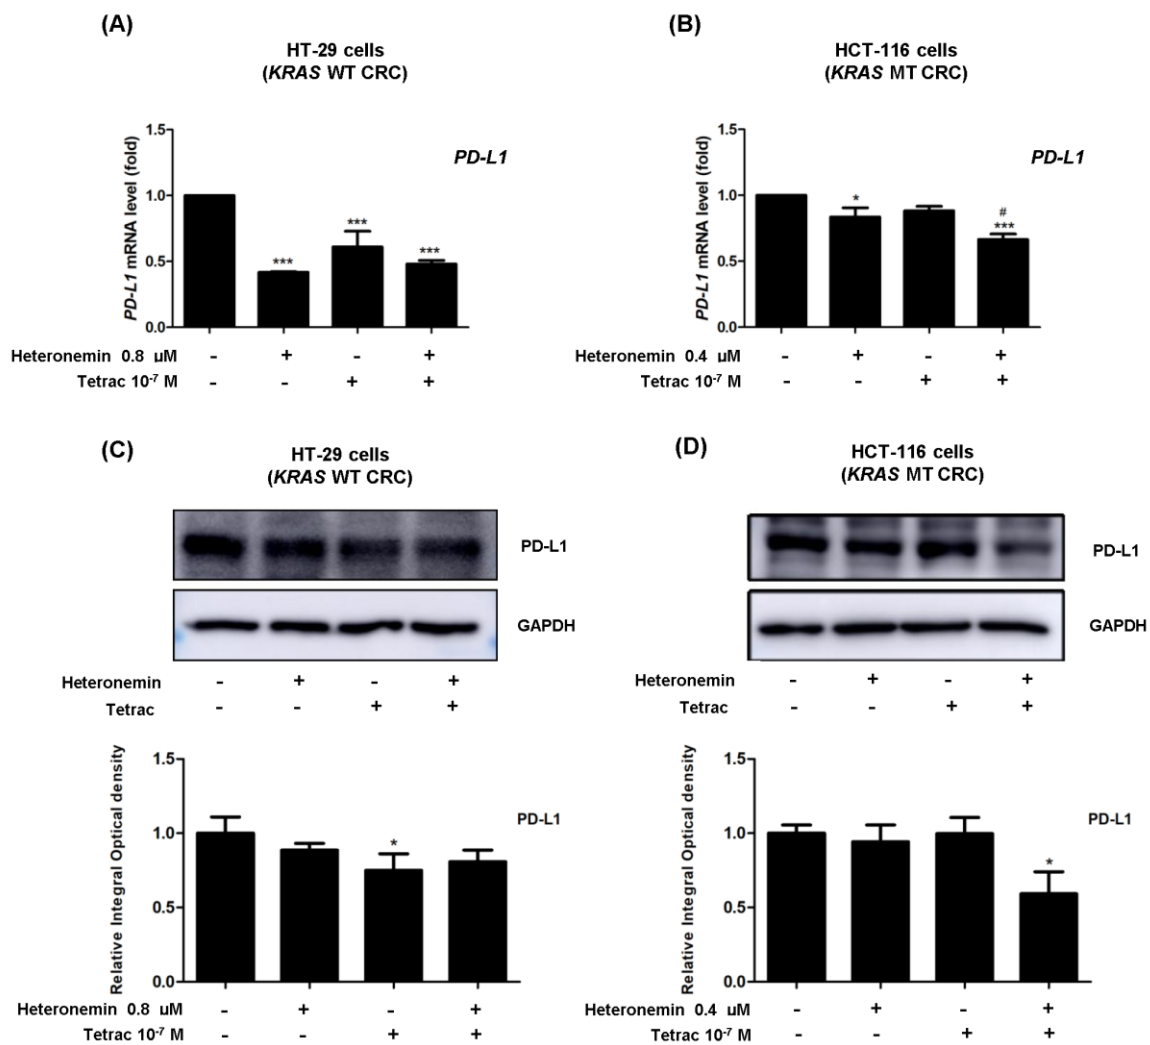 (A)
HT-29 cells
(KRAS WT CRC)
PD-L1 mRNA level (fold)
1.5
1.0
0.5
0.0
PD-L1
***
***
***
Heteronemin 0.8 µM - + - +
Tetrac 10-7 M - - + +
(B)
HCT-116 cells
(KRAS MT CRC)
PD-L1 mRNA level (fold)
1.5
1.0
0.5
0.0
PD-L1
*
#
***
Heteronemin 0.4 µM - + - +
Tetrac 10-7 M - - + +
(C)
HT-29 cells
(KRAS WT CRC)
PD-L1
GAPDH
Heteronemin - + - +
Tetrac - - + +
Relative Integral Optical density
1.5
1.0
0.5
0.0
PD-L1
*
Heteronemin 0.8 µM - + - +
Tetrac 10-7 M - - + +
(D)
HCT-116 cells
(KRAS MT CRC)
PD-L1
GAPDH
Heteronemin - + - +
Tetrac - - + +
Relative Integral Optical density
1.5
1.0
0.5
0.0
PD-L1
*
Heteronemin 0.4 µM - + - +
Tetrac 10-7 M - - + +